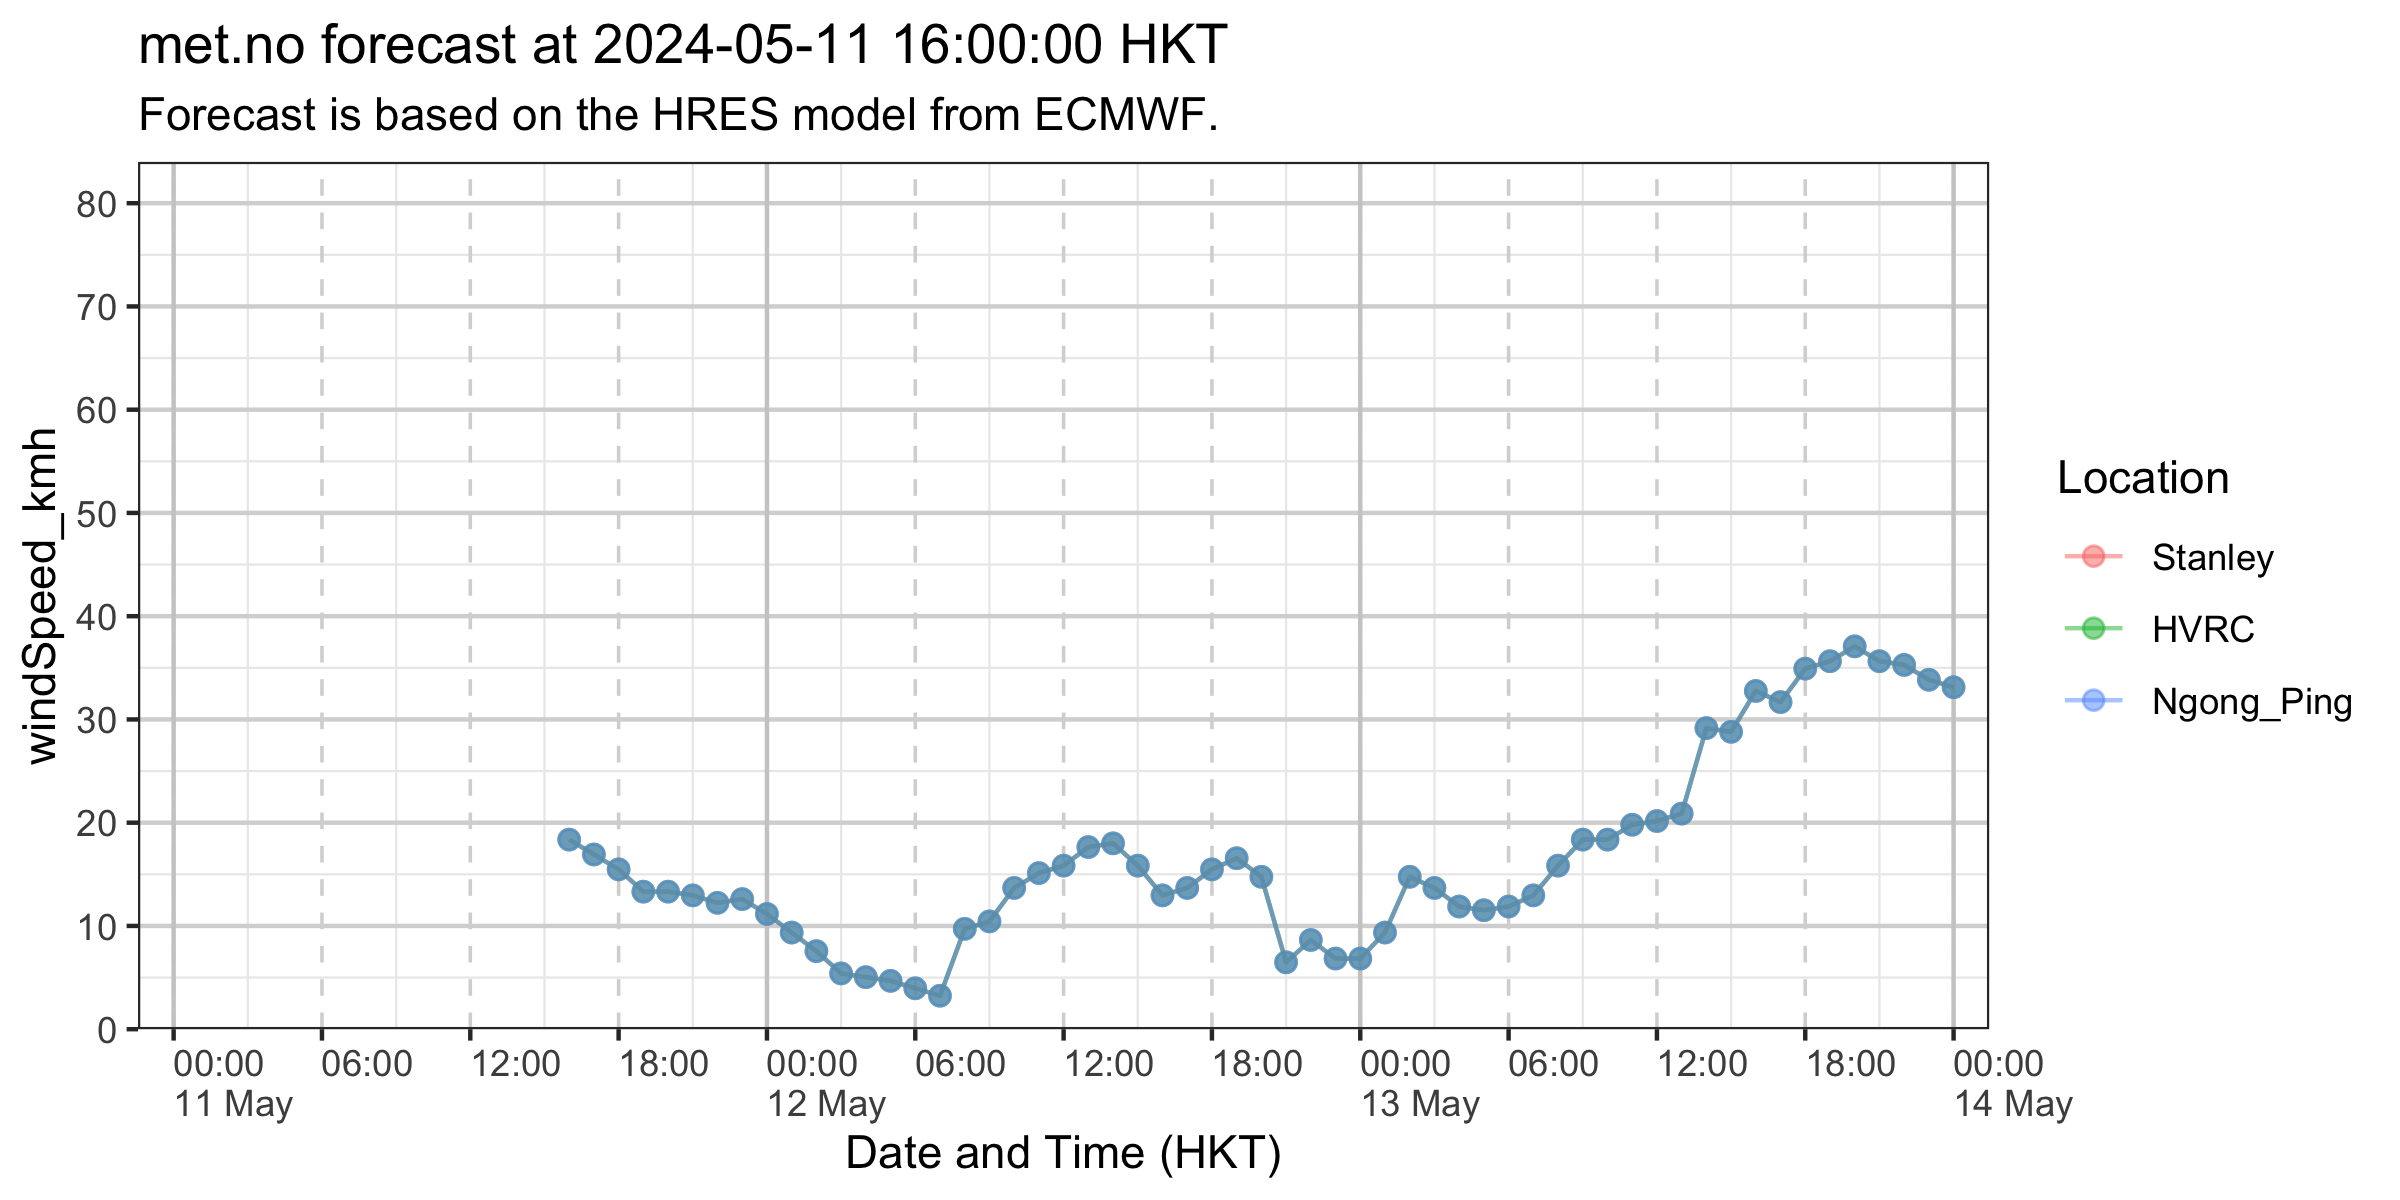 met.no forecast at 2024-05-11 16:00:00 HKT
Forecast is based on the HRES model from ECMWF.
windSpeed_kmh
80
70
60
50
40
30
20
10
0
00:00 06:00 12:00 18:00 00:00 06:00 12:00 18:00 00:00 06:00 12:00 18:00 00:00
11 May 12 May 13 May 14 May
Date and Time (HKT)
Location
Stanley
HVRC
Ngong_Ping